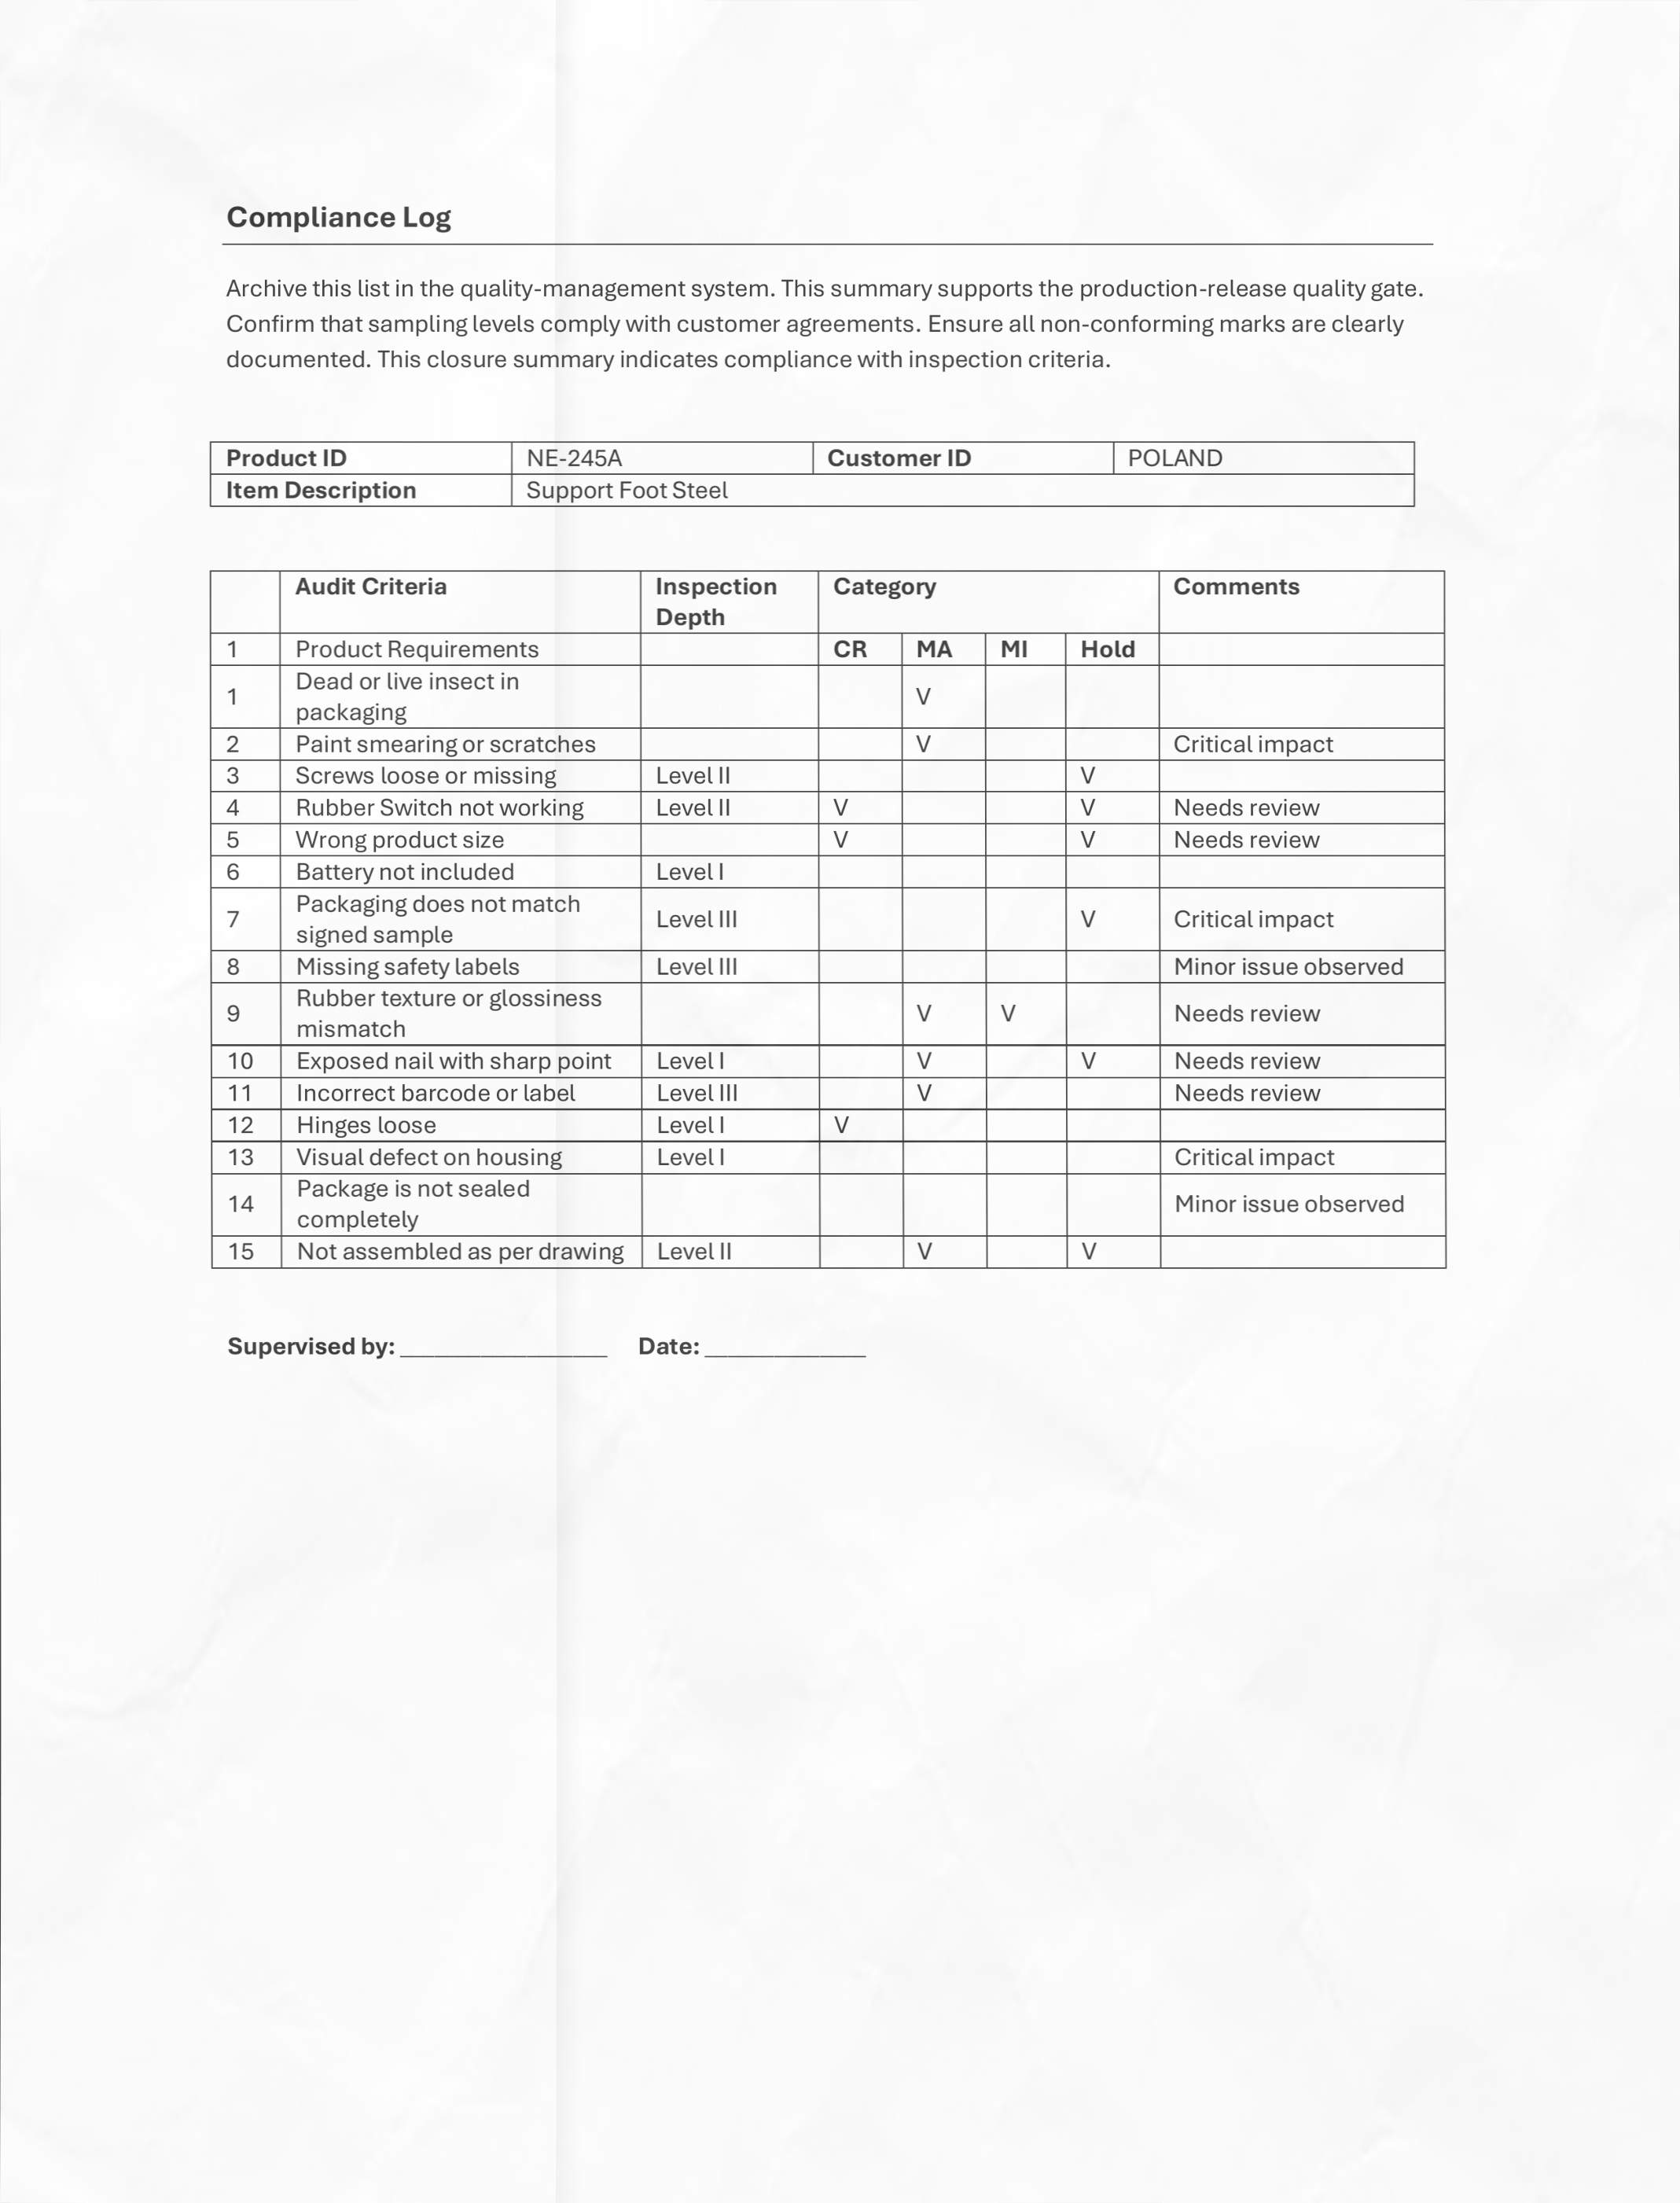 Compliance Log
Archive this list in the quality-management system. This summary supports the production-release quality gate.
Confirm that sampling levels comply with customer agreements. Ensure all non-conforming marks are clearly
documented. This closure summary indicates compliance with inspection criteria.
Product ID NE-245A Customer ID POLAND
Item Description Support Foot Steel
Audit Criteria Inspection Depth Category Comments
1 Product Requirements CR MA MI Hold
1 Dead or live insect in packaging V
2 Paint smearing or scratches V Critical impact
3 Screws loose or missing Level II V
4 Rubber Switch not working Level II V V Needs review
5 Wrong product size V V Needs review
6 Battery not included Level I
7 Packaging does not match signed sample Level III V Critical impact
8 Missing safety labels Level III Minor issue observed
9 Rubber texture or glossiness mismatch V V Needs review
10 Exposed nail with sharp point Level I V V Needs review
11 Incorrect barcode or label Level III V Needs review
12 Hinges loose Level I V
13 Visual defect on housing Level I Critical impact
14 Package is not sealed completely Minor issue observed
15 Not assembled as per drawing Level II V V
Supervised by: ________________ Date: ____________